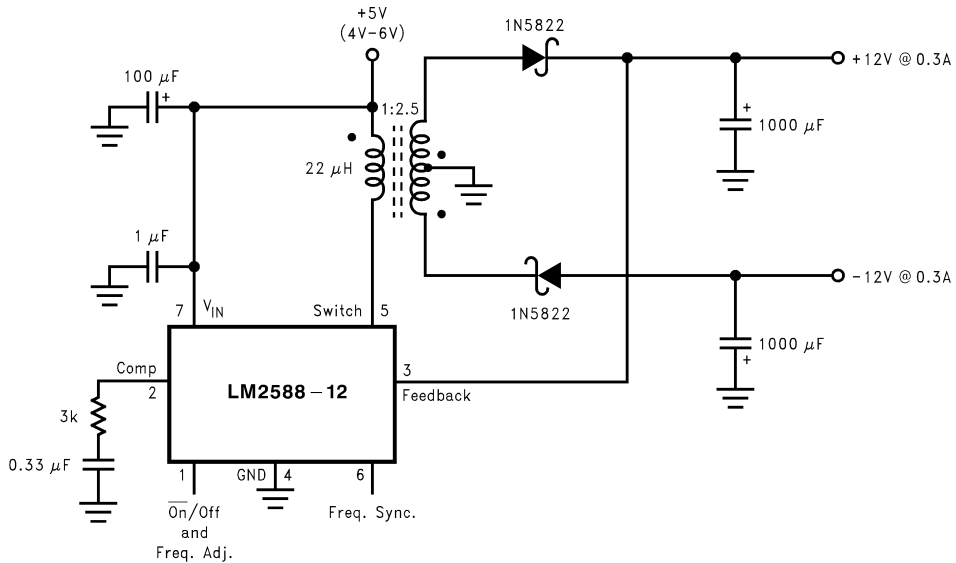 +5V
(4V–6V)
1N5822
+12V @ 0.3A
100 μF
+
1:2.5
+
1000 μF
22 μH
1 μF
–12V @ 0.3A
7
VIN
Switch
5
1N5822
1000 μF
+
Comp
2
LM2588–12
3
Feedback
3k
0.33 μF
1
GND
4
6
On/Off
and
Freq. Adj.
Freq. Sync.